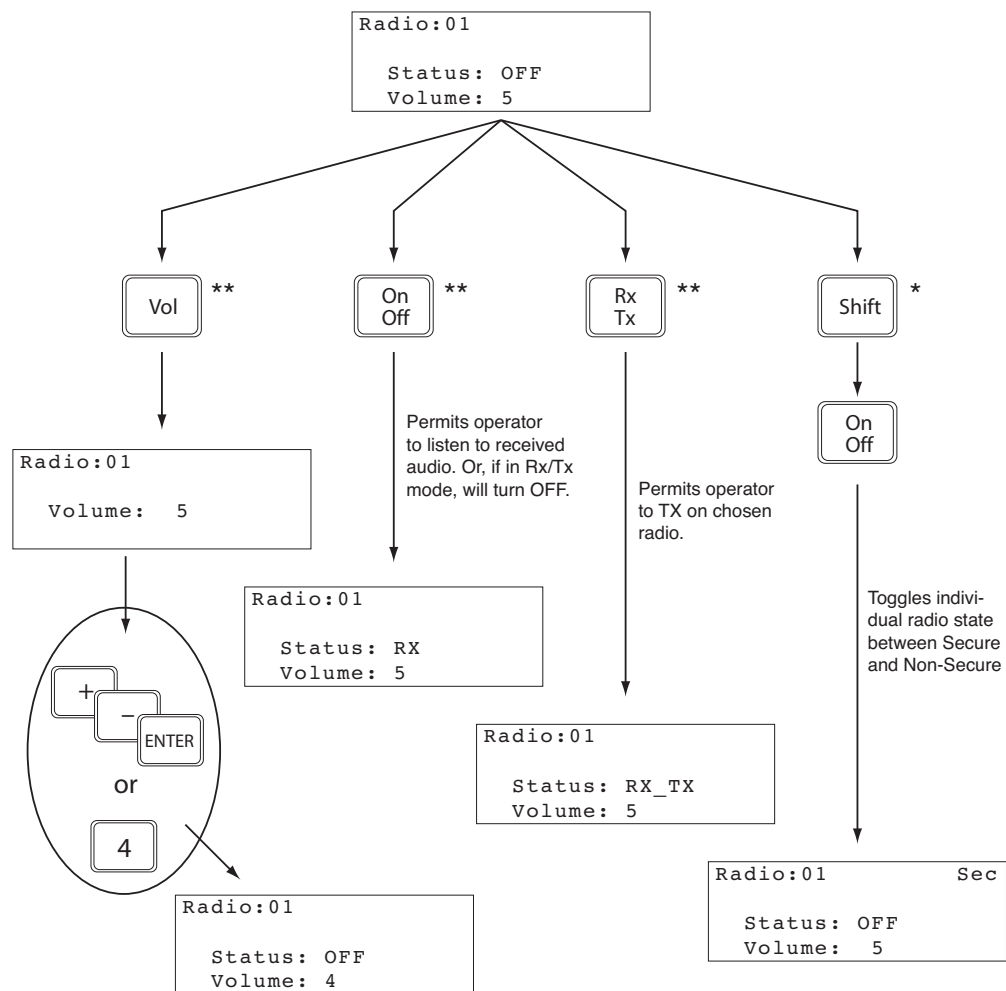 Radio:01
Status: OFF
Volume: 5
Vol
**
On
Off
**
Rx
Tx
**
Shift
*
On
Off
Radio:01
Volume: 5
Permits operator
to listen to received
audio. Or, if in Rx/Tx
mode, will turn OFF.
Permits operator
to TX on chosen
radio.
Toggles indivi-
dual radio state
between Secure
and Non-Secure
Radio:01
Status: RX
Volume: 5
+
-
ENTER
or
4
Radio:01
Status: RX_TX
Volume: 5
Radio:01 Sec
Status: OFF
Volume: 5
Radio:01
Status: OFF
Volume: 4